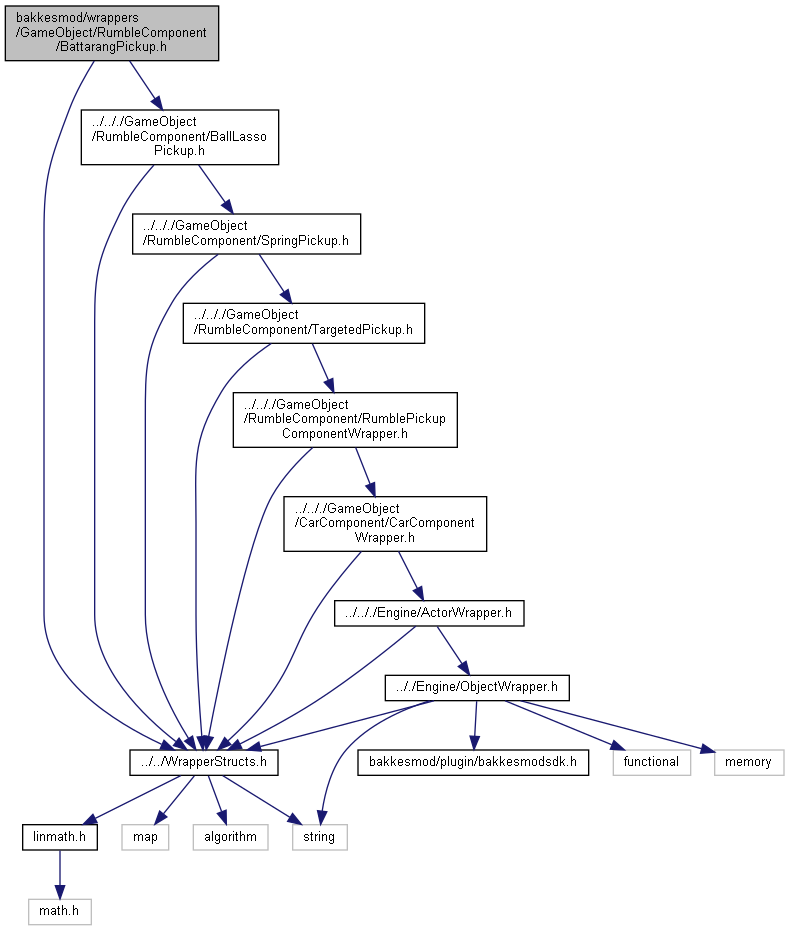 bakkesmod/wrappers
/GameObject/RumbleComponent
/BattarangPickup.h
../.././GameObject
/RumbleComponent/BallLasso
Pickup.h
../.././GameObject
/RumbleComponent/SpringPickup.h
../.././GameObject
/RumbleComponent/TargetedPickup.h
../.././GameObject
/RumbleComponent/RumblePickup
ComponentWrapper.h
../.././GameObject
/CarComponent/CarComponent
Wrapper.h
../.././Engine/ActorWrapper.h
.././Engine/ObjectWrapper.h
../../WrapperStructs.h
bakkesmod/plugin/bakkesmodsdk.h
functional
memory
linmath.h
map
algorithm
string
math.h